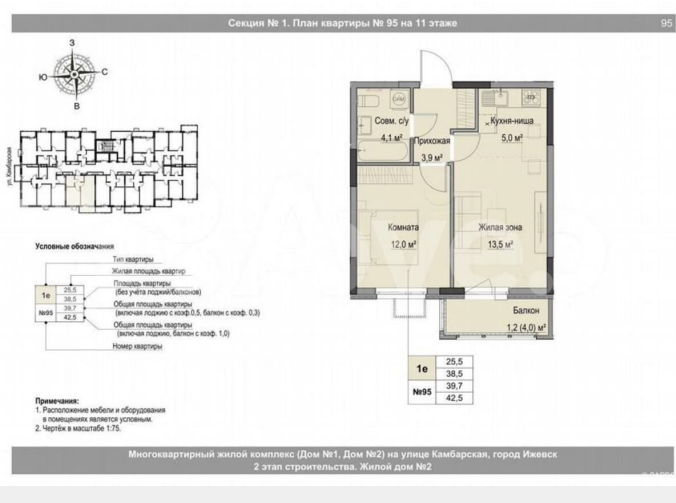 Секция № 1. План квартиры № 95 на 11 этаже
95
З
Ю
С
В
ул. Камбарская
Совм. с/у
4,1 м²
СМ
Прихожая
3,9 м²
Кухня-ниша
5,0 м²
Комната
12,0 м²
Жилая зона
13,5 м²
Балкон
1,2 (4,0) м²
1е
25,5
38,5
№95
39,7
42,5
Условные обозначания
Тип квартиры
Жилая площадь квартир
Площадь квартиры
(без учёта лоджий/балконов)
Общая площадь квартиры
(включая лоджию с коэф.0,5, балкон с коэф. 0,3)
Общая площадь квартиры
(включая лоджию, балкон с коэф. 1,0)
Номер квартиры
1е
25,5
38,5
№95
39,7
42,5
Примечания:
1. Расположение мебели и оборудования
в помещениях является условным.
2. Чертёж в масштабе 1:75.
Многоквартирный жилой комплекс (Дом №1, Дом №2) на улице Камбарская, город Ижевск
2 этап строительства. Жилой дом №2